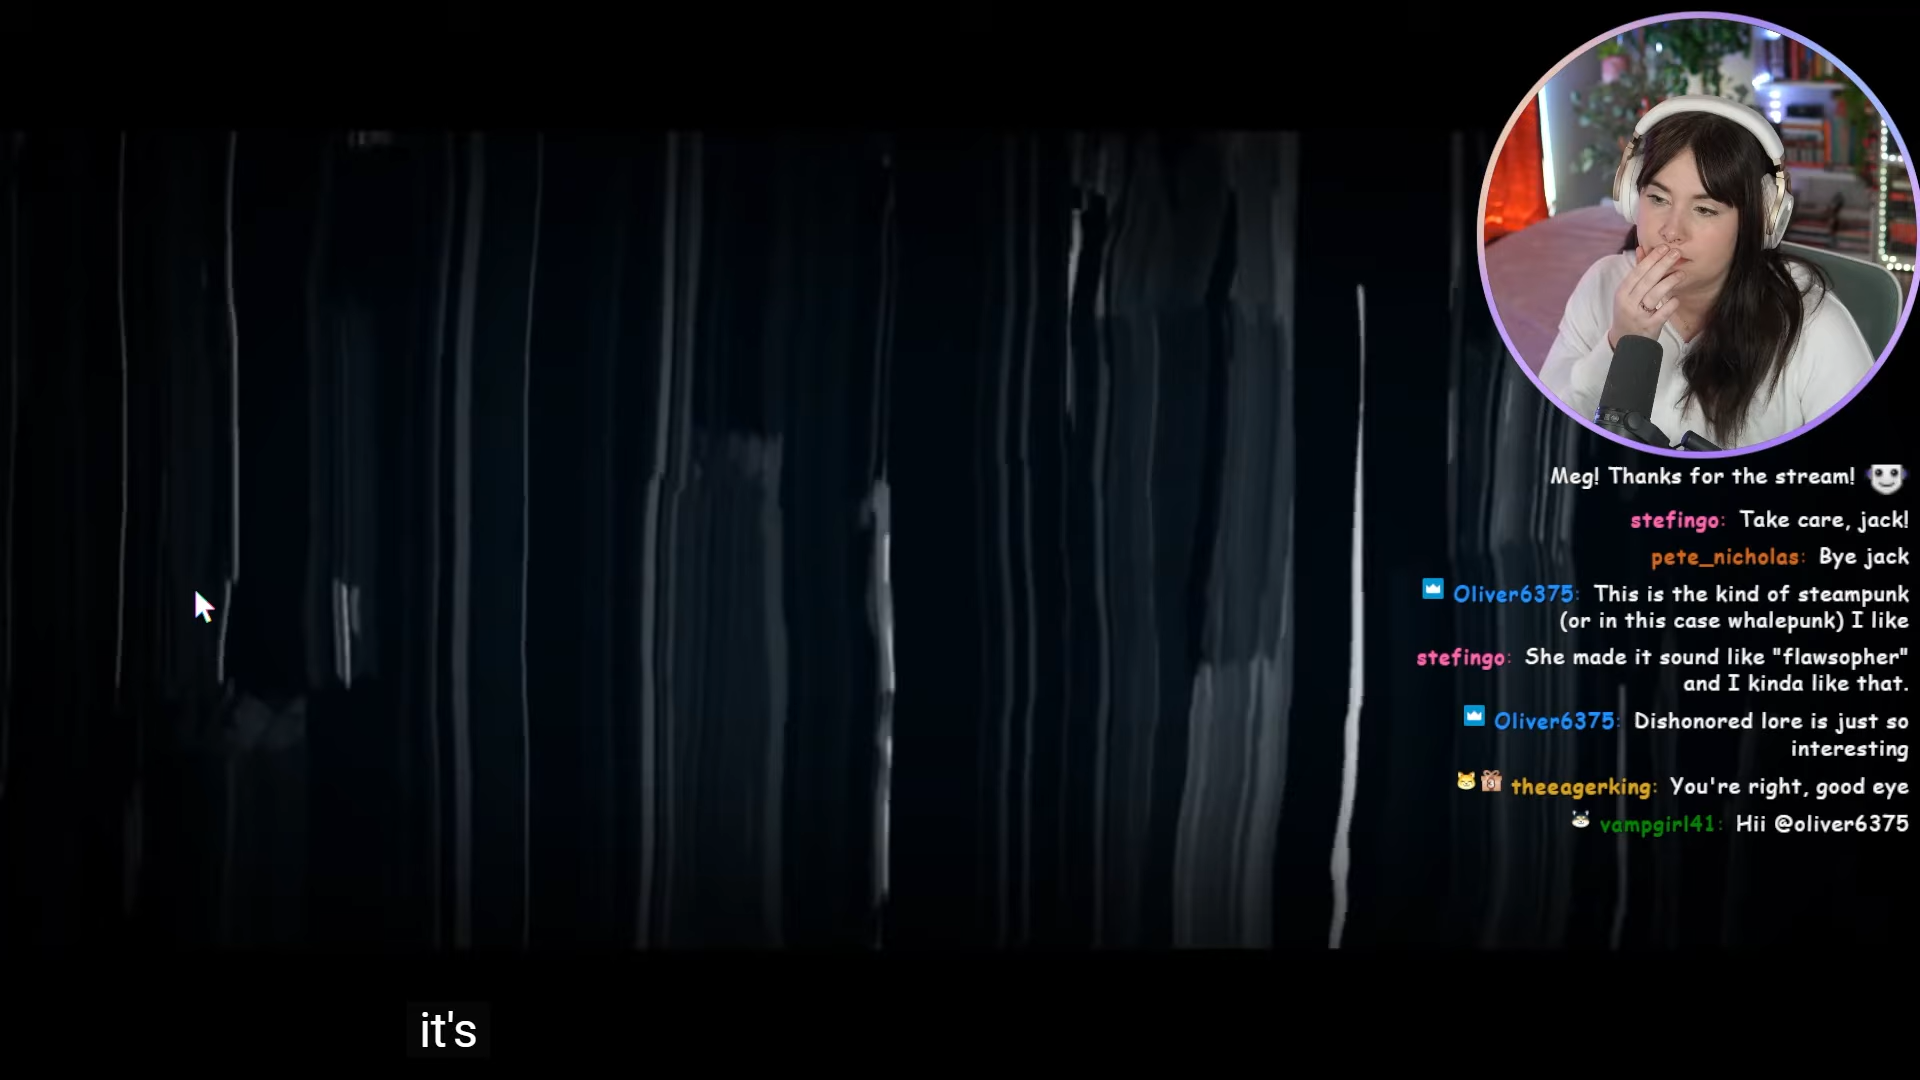 Meg! Thanks for the stream!
stefingo: Take care, jack!
pete_nicholas: Bye jack
Oliver6375: This is the kind of steampunk
(or in this case whalepunk) I like
stefingo: She made it sound like "flawsopher"
and I kinda like that.
Oliver6375: Dishonored lore is just so
interesting
theeagerking: You're right, good eye
vampgirl41: Hii @oliver6375
it's